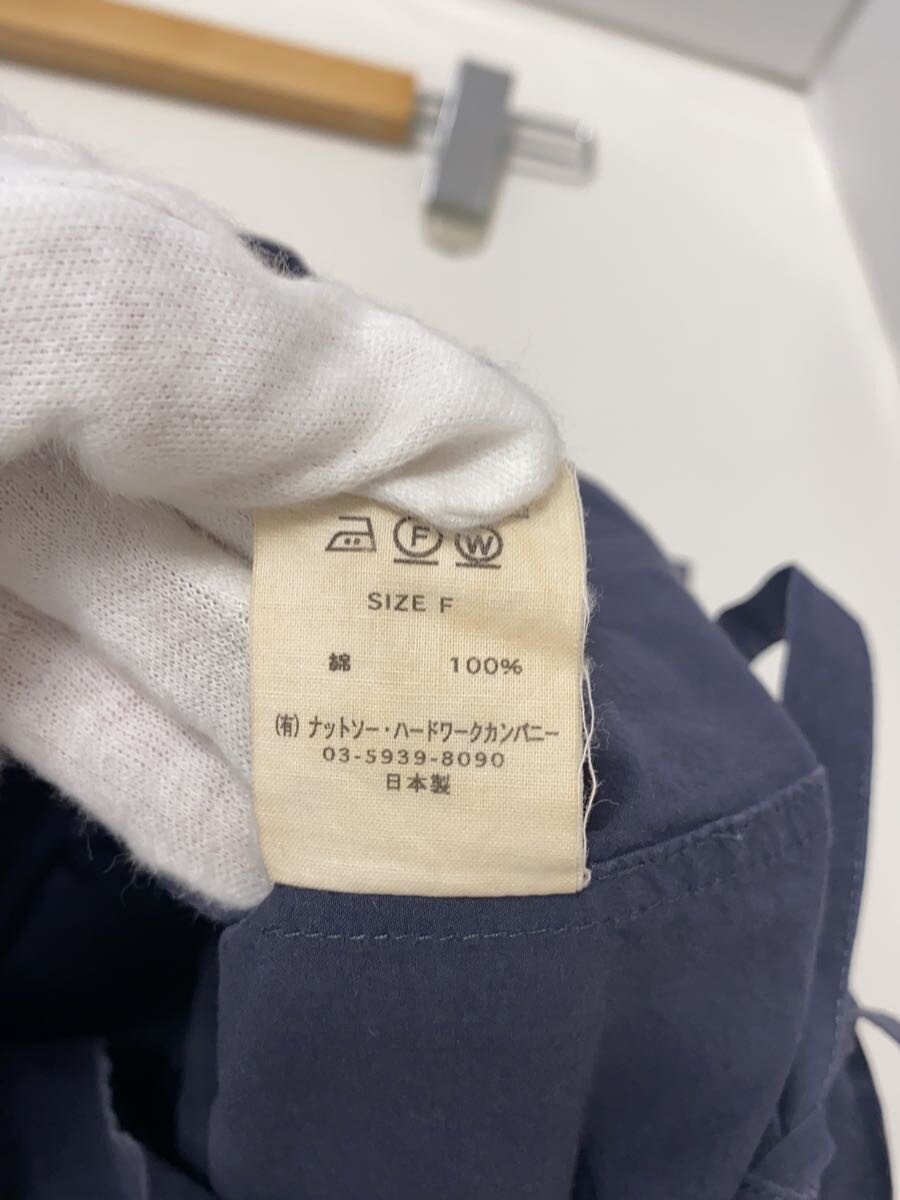 F W
SIZE F
綿 100%
(有) ナットソー・ハードワークカンパニー
03-5939-8090
日本製